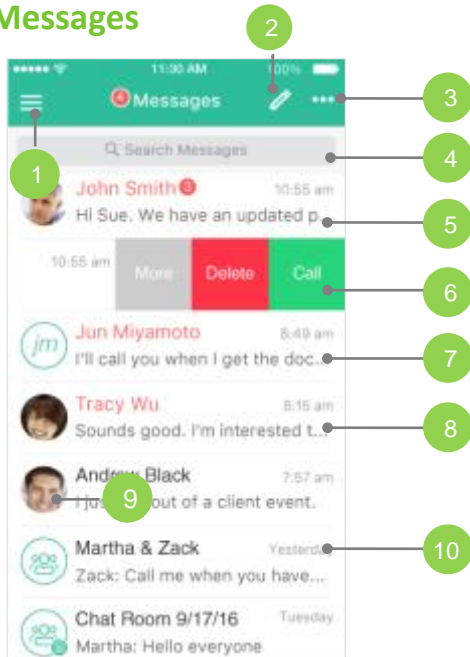 Messages
2
11:30 AM 100%
4 Messages
3
Search Messages
4
1
John Smith 3 10:55 am
Hi Sue. We have an updated p...
5
10:55 am More Delete Call
6
jm
Jun Miyamoto 8:49 am
I'll call you when I get the doc...
7
Tracy Wu 8:15 am
Sounds good. I'm interested t...
8
Andrew Black 7:57 am
9
I just out of a client event.
Martha & Zack Yesterday
10
Zack: Call me when you have...
Chat Room 9/17/16 Tuesday
Martha: Hello everyone